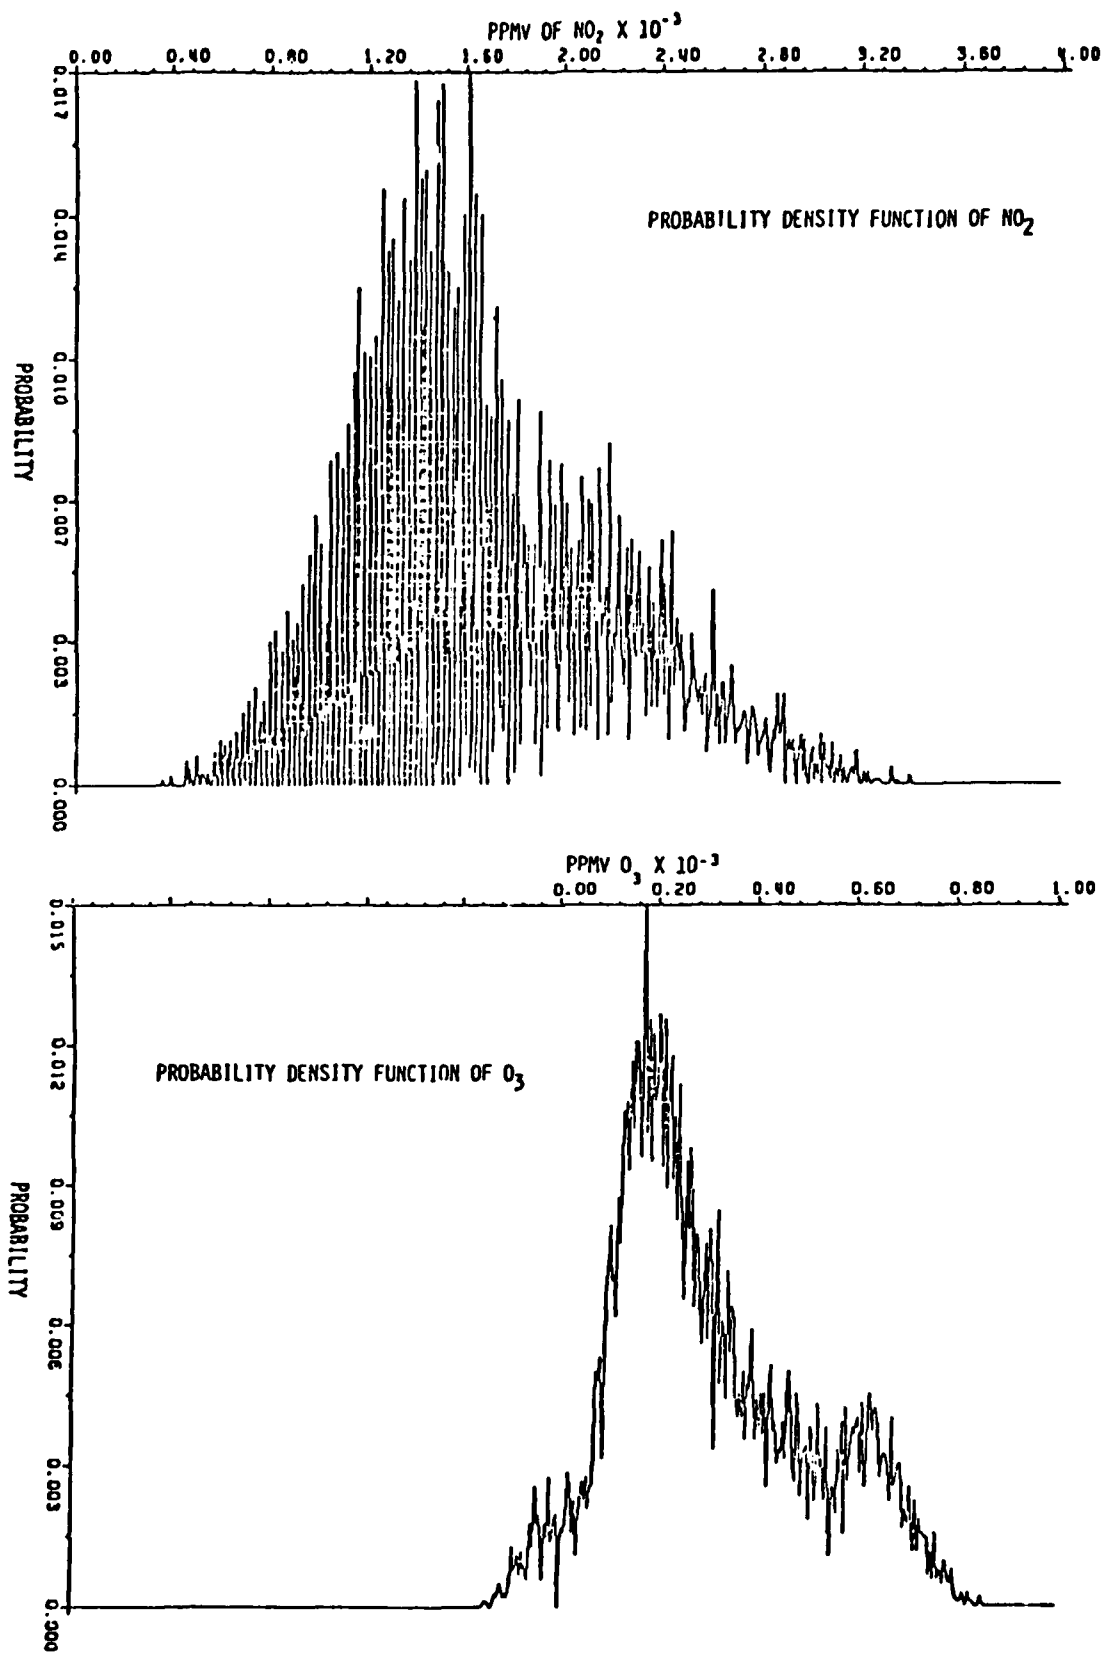 PPMV OF NO2 X 10-3
0.00 0.40 0.80 1.20 1.60 2.00 2.40 2.80 3.20 3.60 4.00
0.017
0.014
0.010
0.007
0.003
0.000
PROBABILITY
PROBABILITY DENSITY FUNCTION OF NO2
PPMV O3 X 10-3
0.00 0.20 0.40 0.60 0.80 1.00
0.015
0.012
0.009
0.006
0.003
0.000
PROBABILITY
PROBABILITY DENSITY FUNCTION OF O3